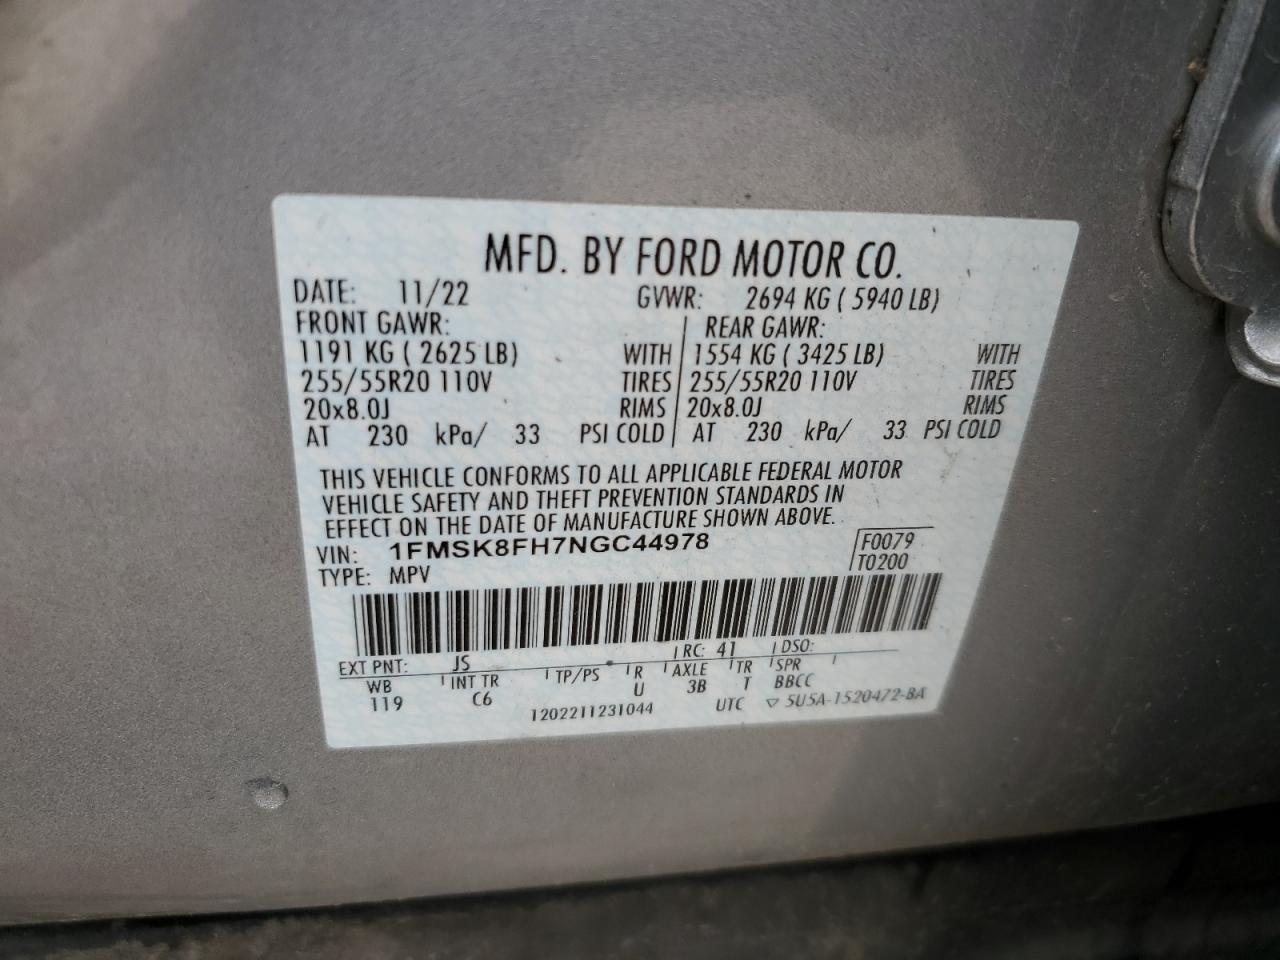 MFD. BY FORD MOTOR CO.
DATE: 11/22 GVWR: 2694 KG ( 5940 LB)
FRONT GAWR: REAR GAWR:
1191 KG ( 2625 LB) WITH 1554 KG ( 3425 LB) WITH
255/55R20 110V TIRES 255/55R20 110V TIRES
20x8.0J RIMS 20x8.0J RIMS
AT 230 kPa/ 33 PSI COLD AT 230 kPa/ 33 PSI COLD
THIS VEHICLE CONFORMS TO ALL APPLICABLE FEDERAL MOTOR
VEHICLE SAFETY AND THEFT PREVENTION STANDARDS IN
EFFECT ON THE DATE OF MANUFACTURE SHOWN ABOVE.
VIN: 1FMSK8FH7NGC44978 F0079
TYPE: MPV T0200
EXT PNT: JS RC: 41 DSO:
WB INT TR TP/PS R AXLE TR SPR
119 C6 U 3B T BBCC
1202211231044 UTC ▽ 5U5A-1520472-BA